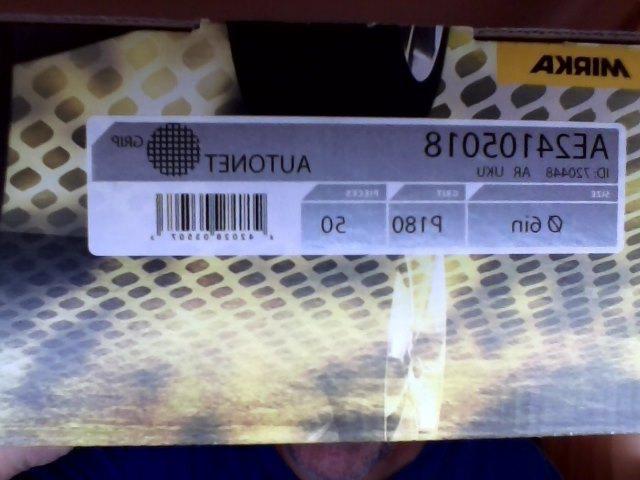 MIRKA
AE24105018
ID: 720448 AR UKU
AUTONET
GRIP
SIZE GRIT PIECES
Ø 6in P180 50